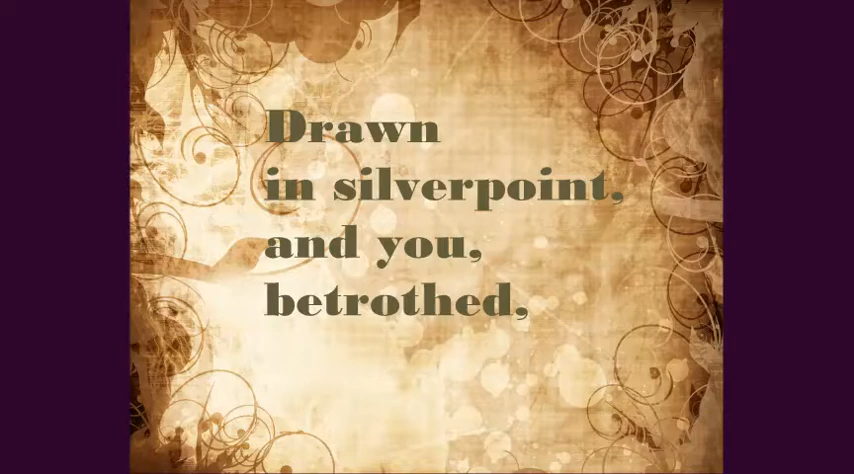 Drawn
in silverpoint,
and you,
betrothed,